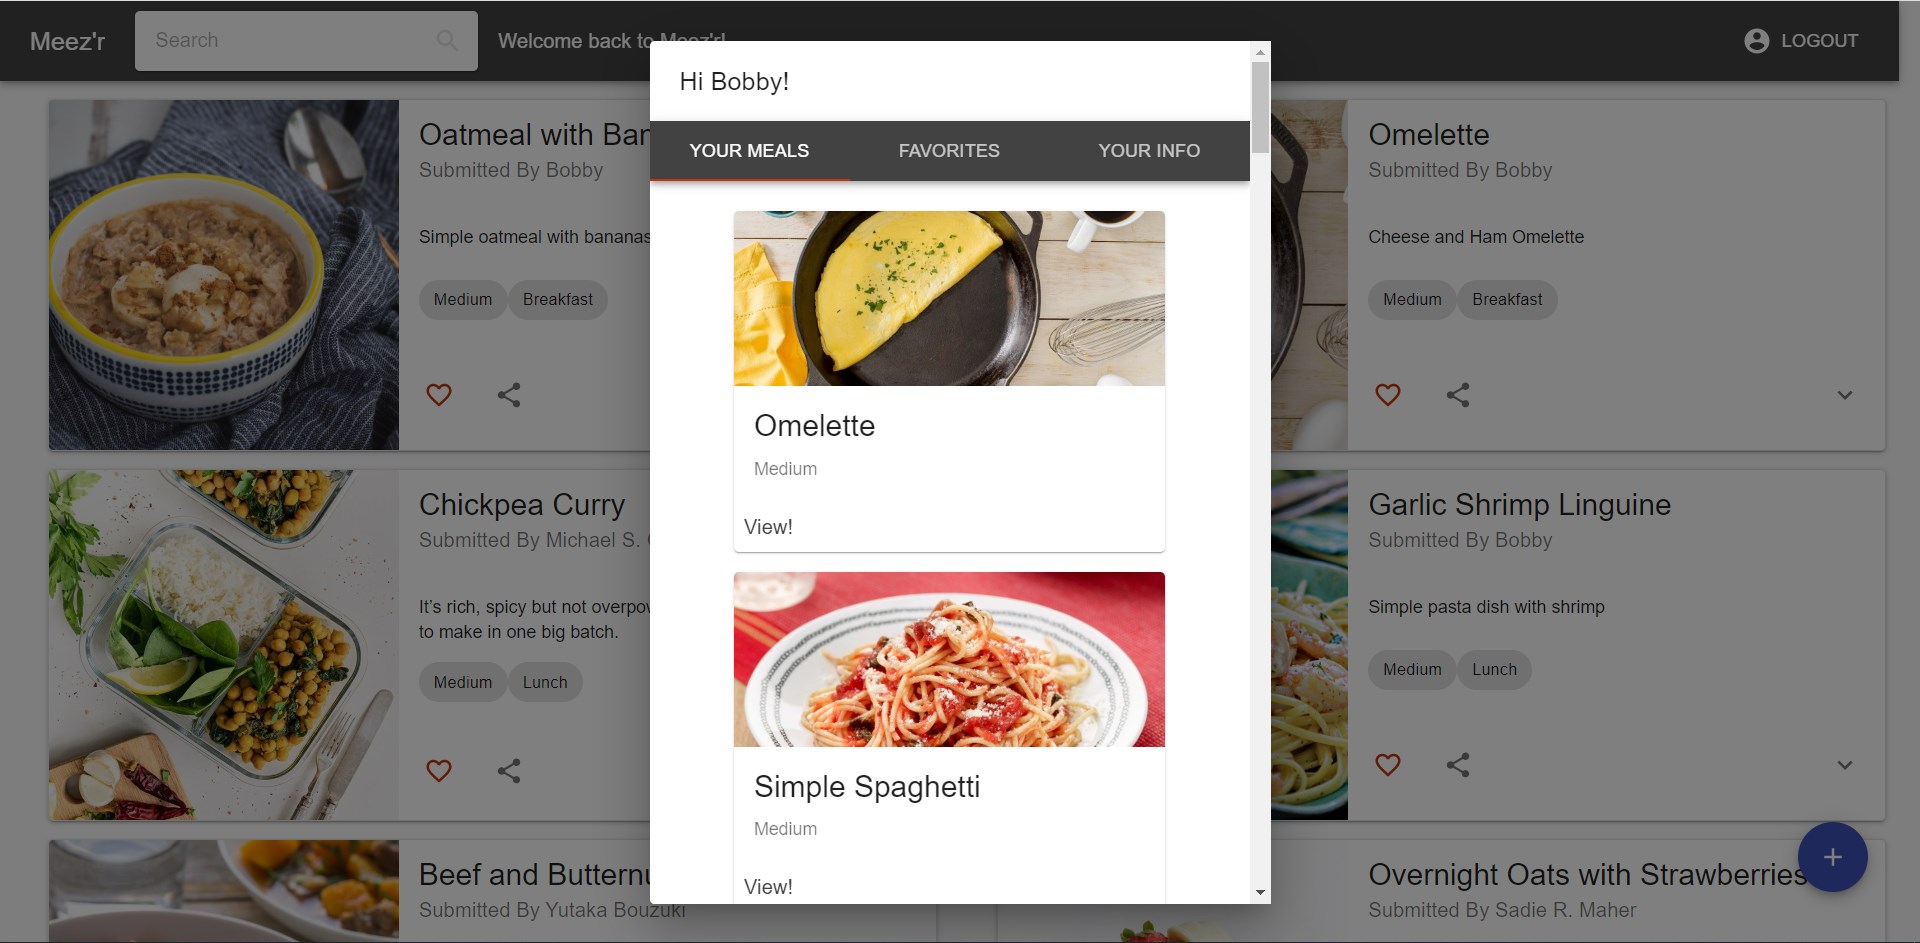 Meez'r
Search
Welcome back to Meez'r!
LOGOUT
Hi Bobby!
YOUR MEALS
FAVORITES
YOUR INFO
Omelette
Medium
View!
Simple Spaghetti
Medium
View!
Oatmeal with
Submitted By Bobby
Simple oatmeal with bananas
Medium
Breakfast
Omelette
Submitted By Bobby
Cheese and Ham Omelette
Medium
Breakfast
Chickpea Curry
Submitted By Michael S.
It's rich, spicy but not
to make in one big batch.
Medium
Lunch
Garlic Shrimp Linguine
Submitted By Bobby
Simple pasta dish with shrimp
Medium
Lunch
Beef and
Submitted By Yutaka Bouzuki
Overnight Oats with Strawberries
Submitted By Sadie R. Maher